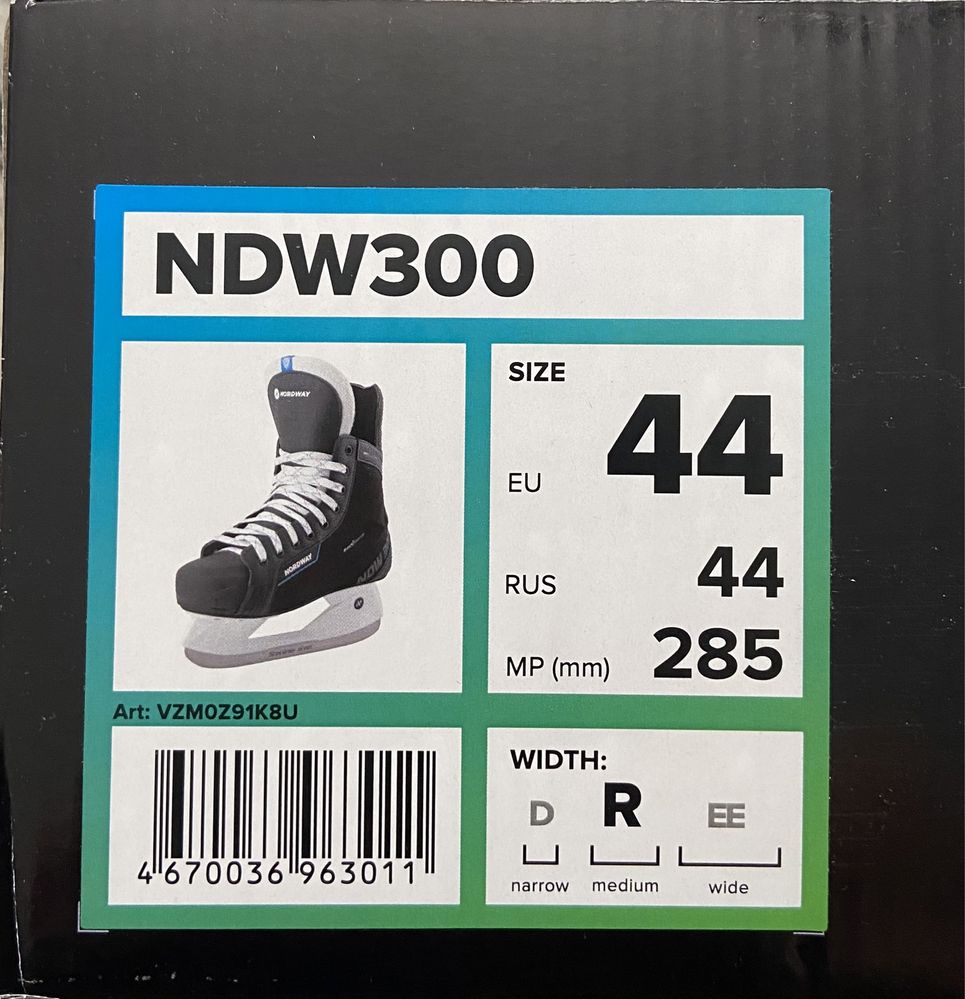 NDW300
NORDWAY
NORDWAY
NDW
SIZE
EU 44
RUS 44
MP (mm) 285
Art: VZM0Z91K8U
4 670036 963011
WIDTH:
D R EE
narrow medium wide